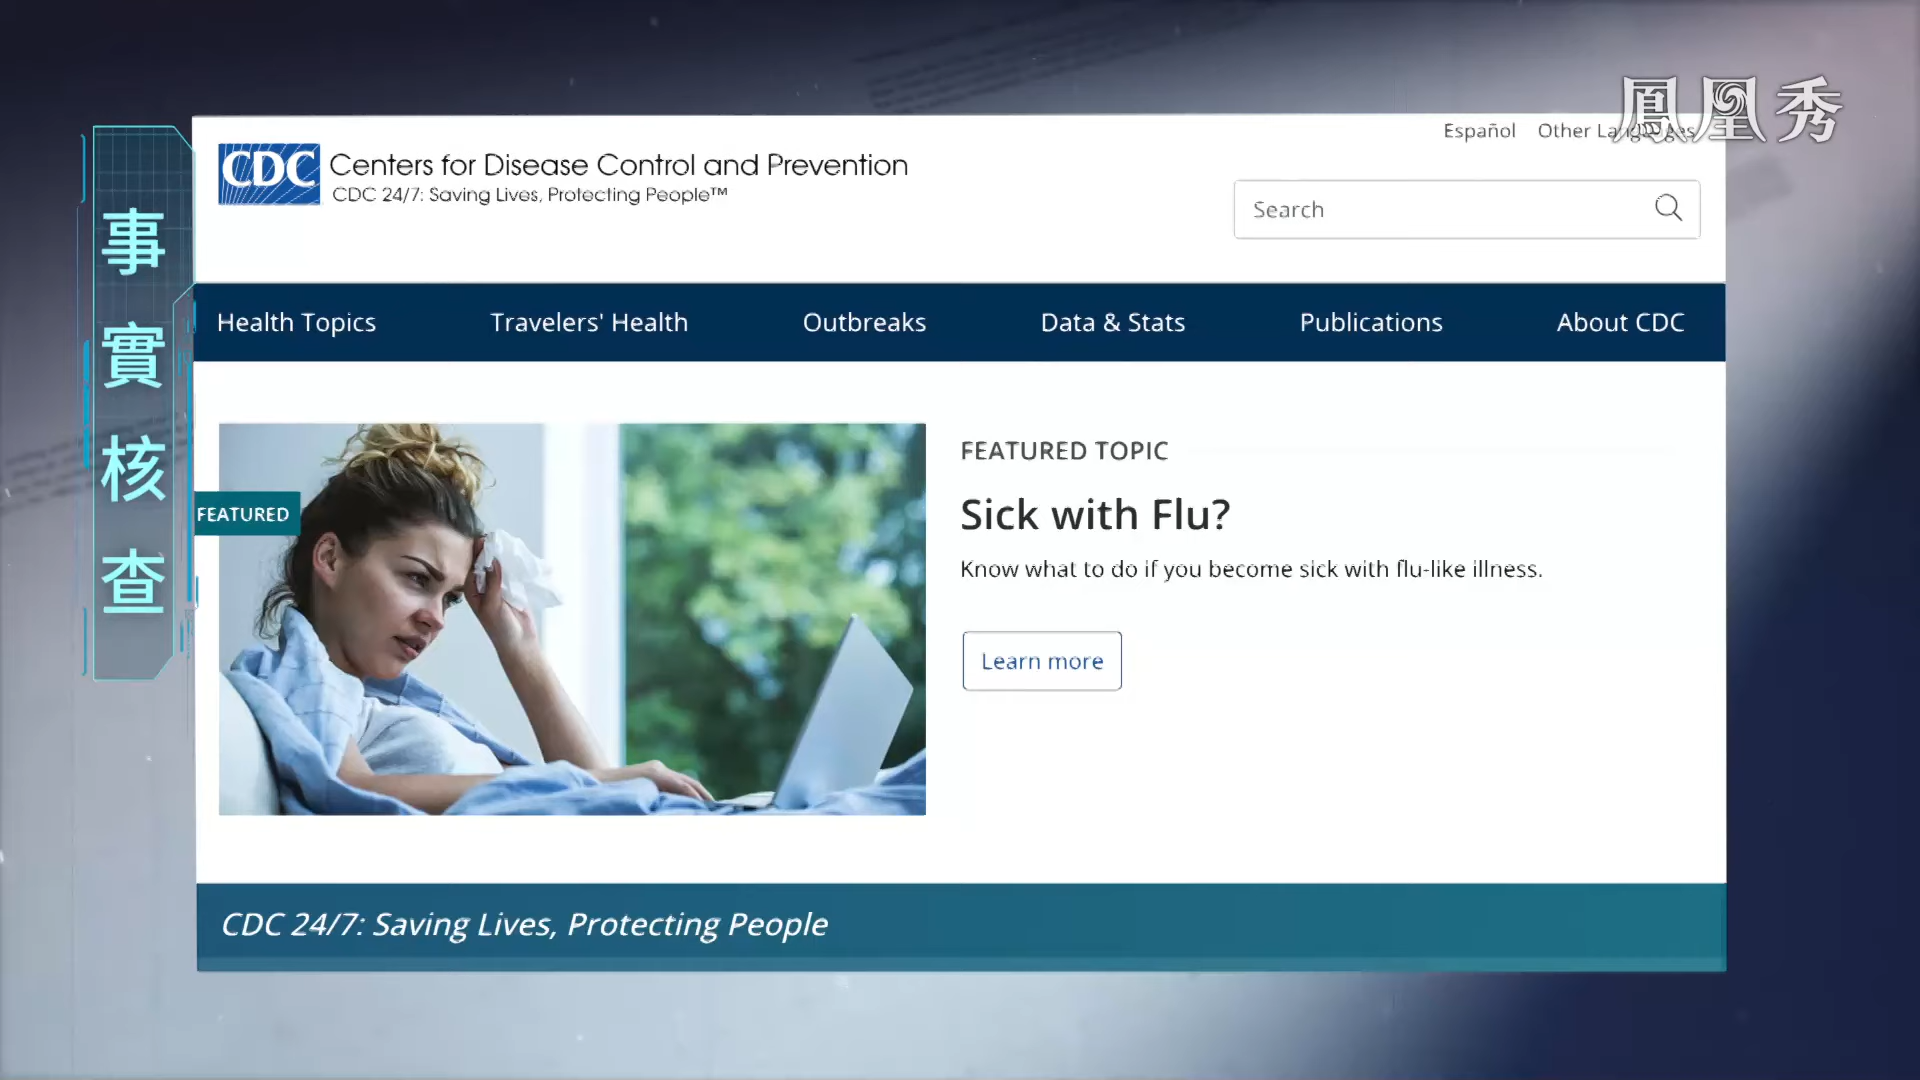 鳳凰秀
事實核查
Español Other Languages
CDC Centers for Disease Control and Prevention
CDC 24/7: Saving Lives, Protecting People™
Search
Health Topics Travelers' Health Outbreaks Data & Stats Publications About CDC
FEATURED
FEATURED TOPIC
Sick with Flu?
Know what to do if you become sick with flu-like illness.
Learn more
CDC 24/7: Saving Lives, Protecting People